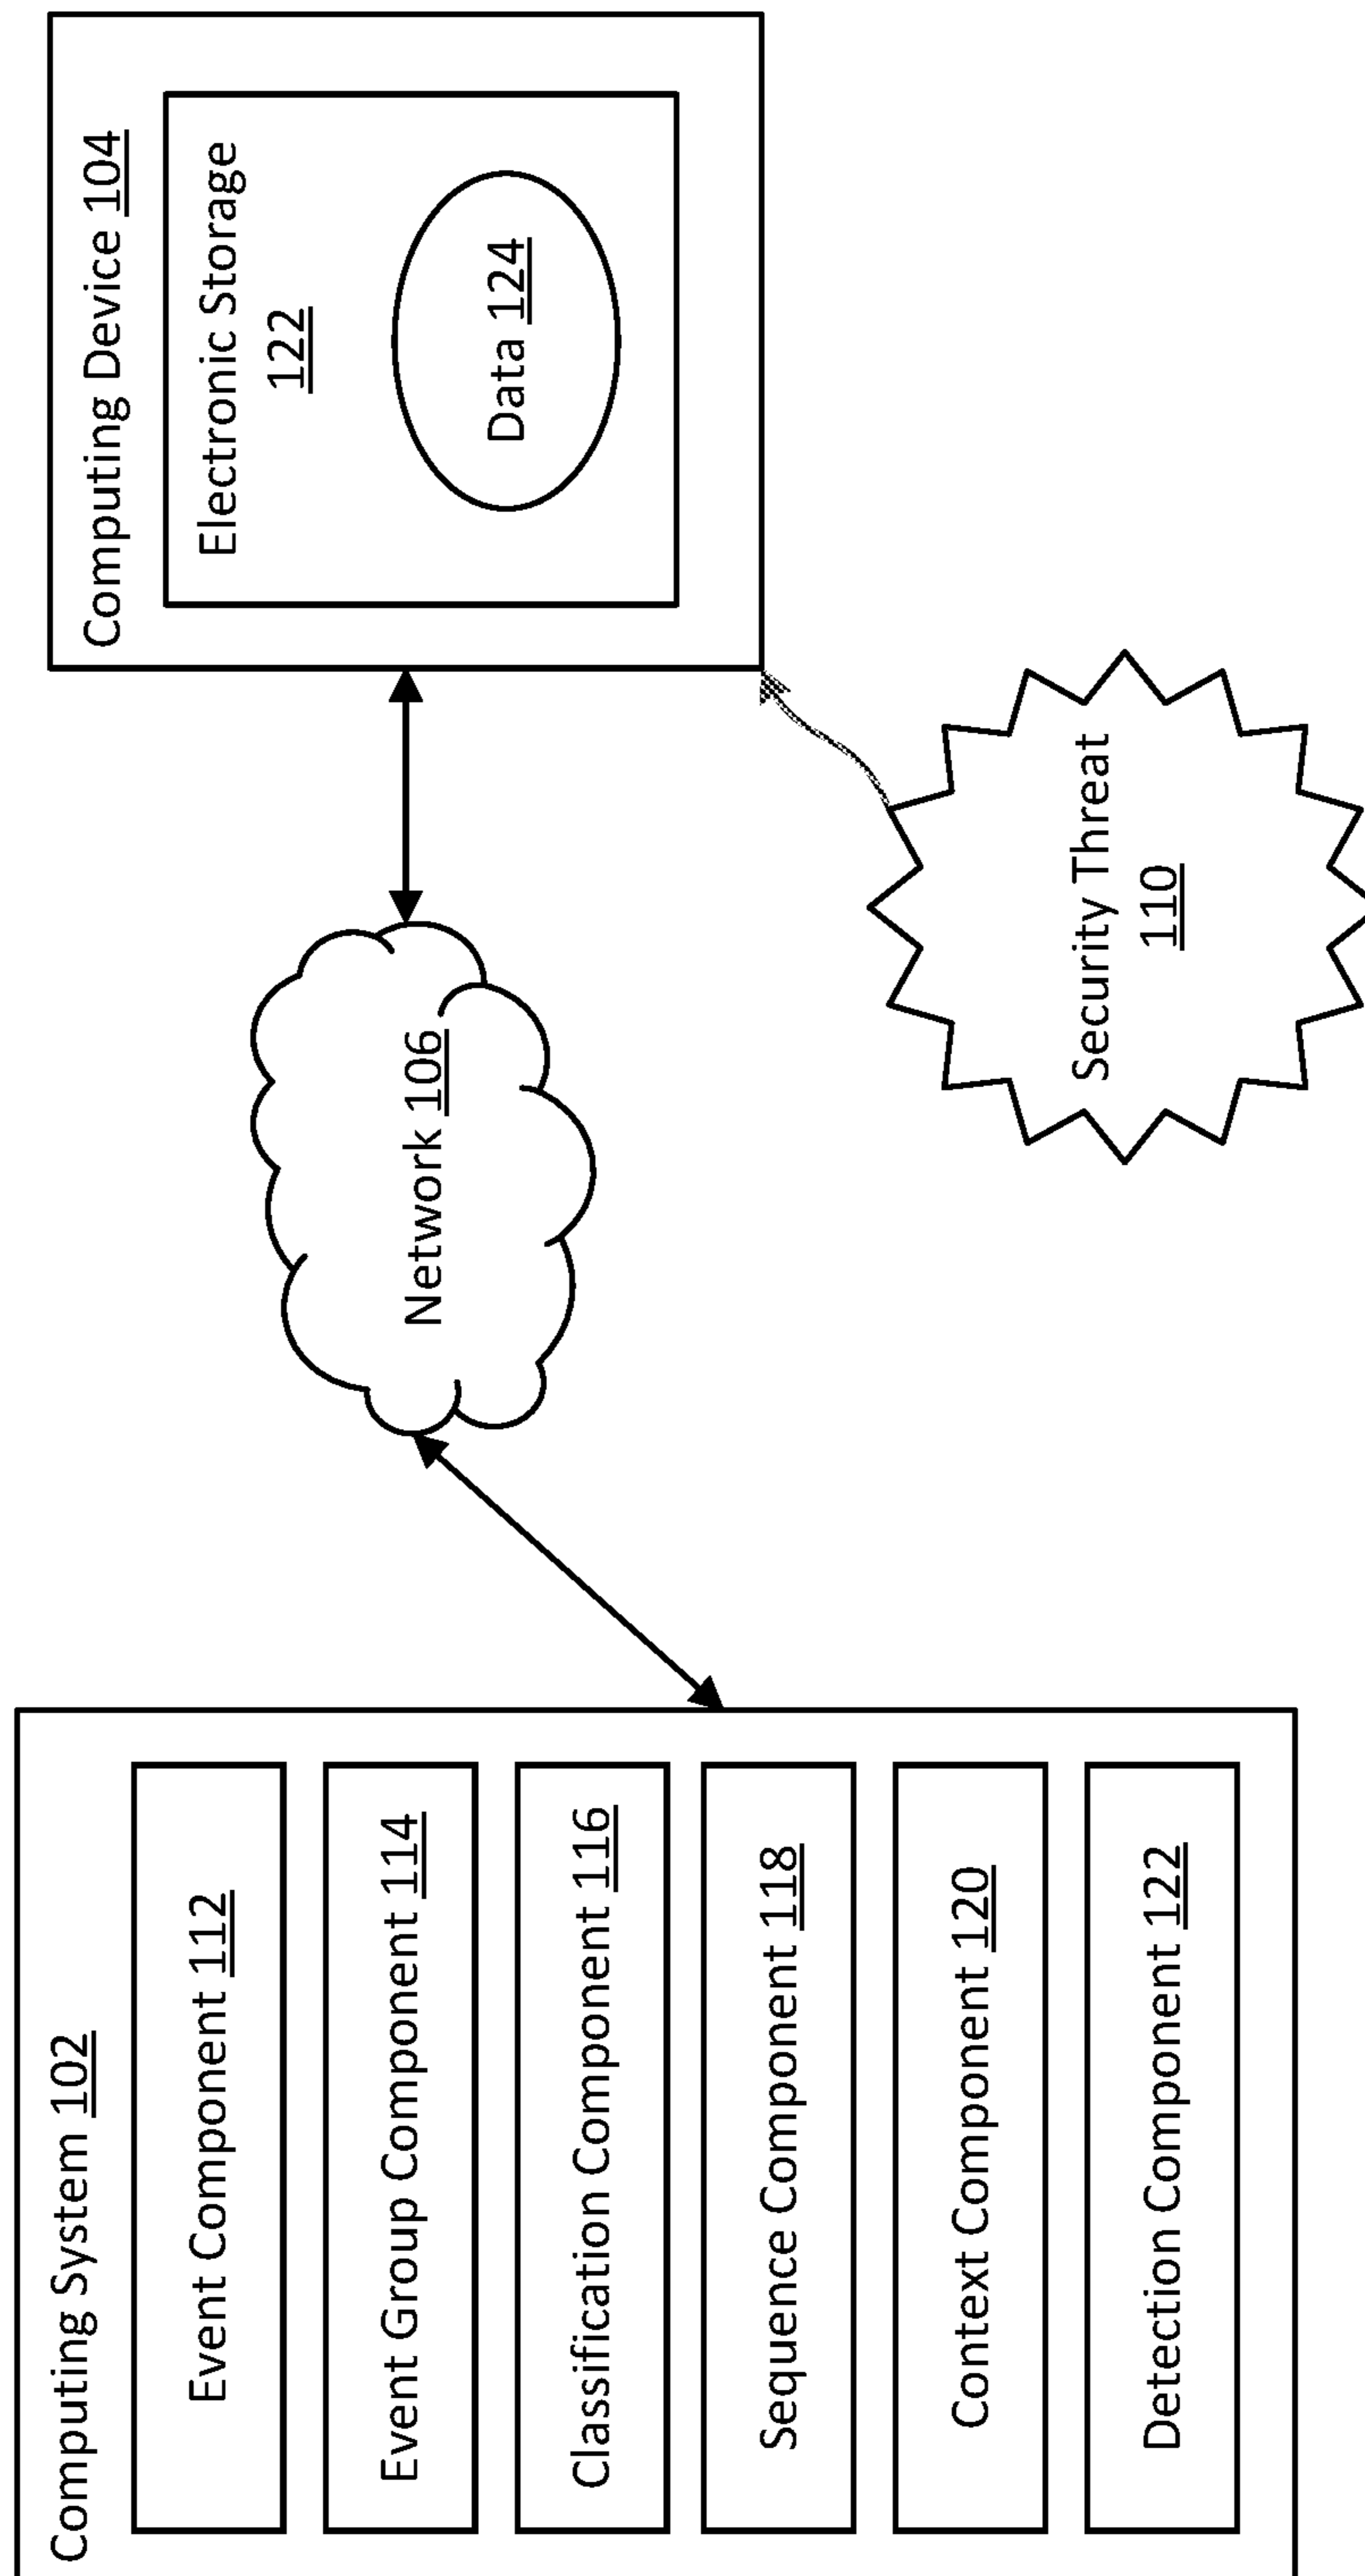 Computing System 102
Event Component 112
Event Group Component 114
Classification Component 116
Sequence Component 118
Context Component 120
Detection Component 122
Network 106
Computing Device 104
Electronic Storage
122
Data 124
Security Threat
110